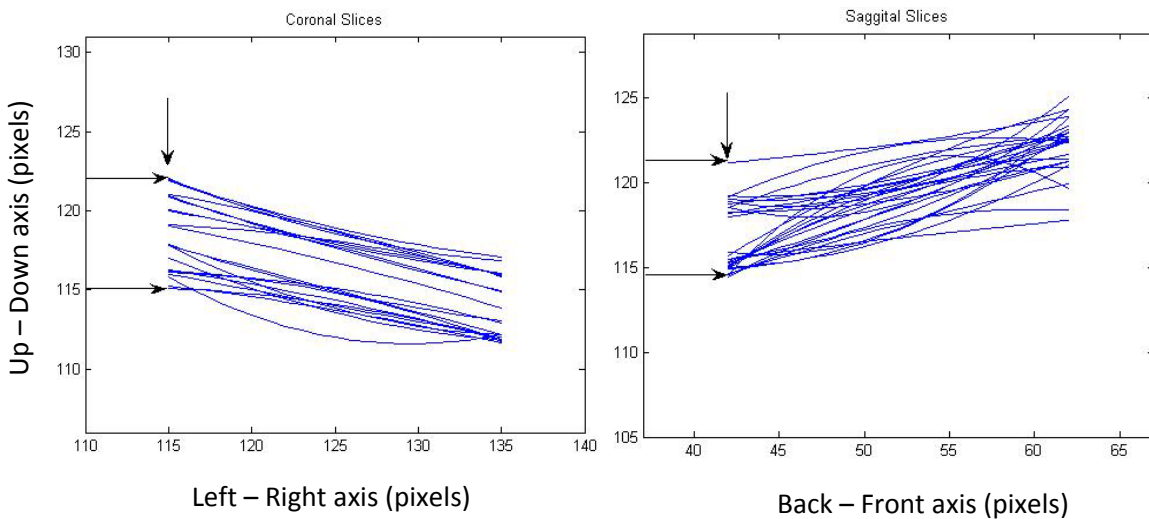 Coronal Slices
130
125
120
115
110
110 115 120 125 130 135 140
Up – Down axis (pixels)
Left – Right axis (pixels)
Saggital Slices
125
120
115
110
105
40 45 50 55 60 65
Back – Front axis (pixels)